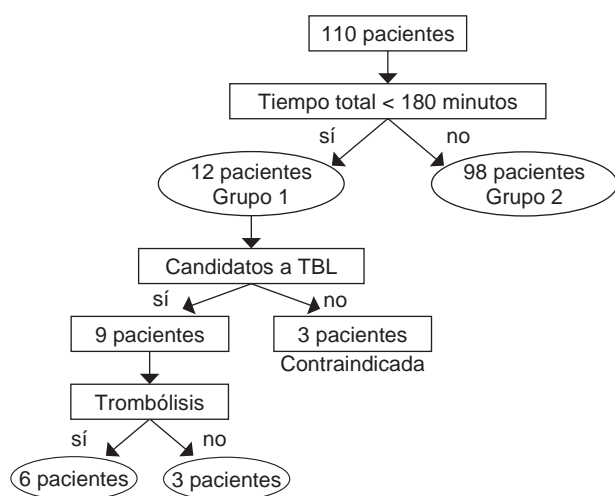 110 pacientes
Tiempo total < 180 minutos
sí
no
12 pacientes
Grupo 1
98 pacientes
Grupo 2
Candidatos a TBL
sí
no
9 pacientes
3 pacientes
Contraindicada
Trombólisis
sí
no
6 pacientes
3 pacientes